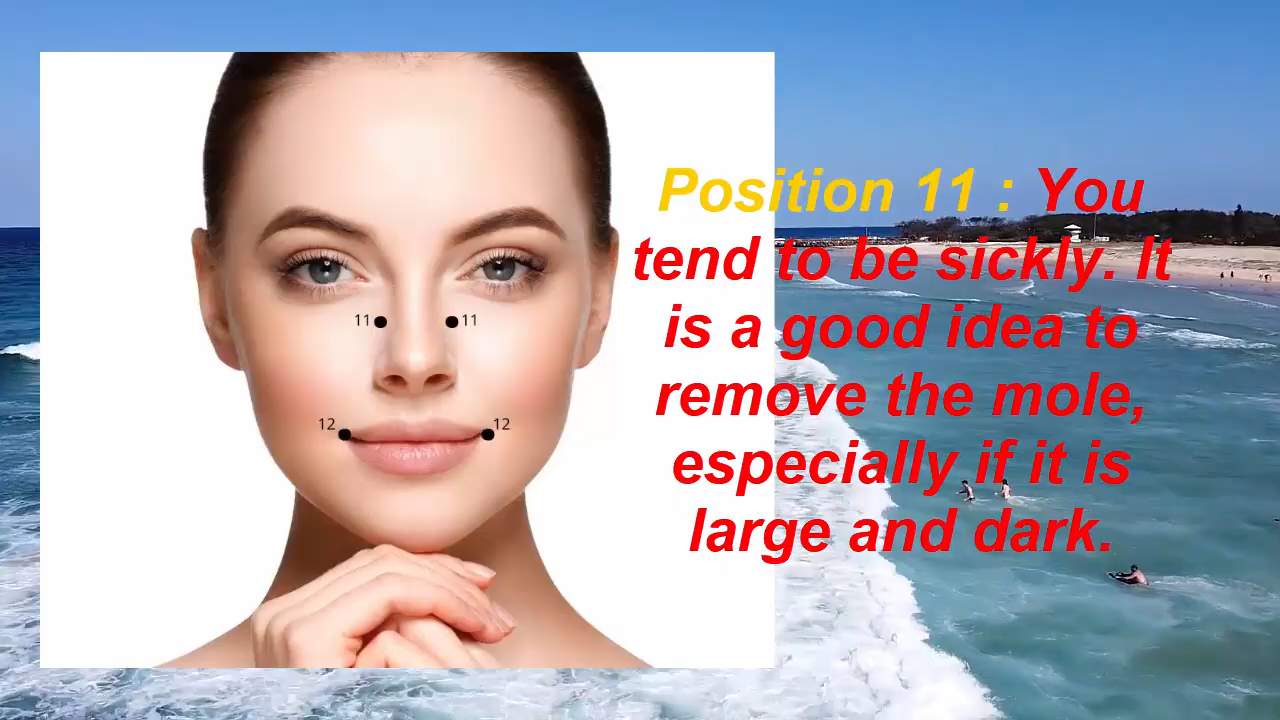 Position 11 : You
tend to be sickly. It
is a good idea to
remove the mole,
especially if it is
large and dark.
11 11
12 12